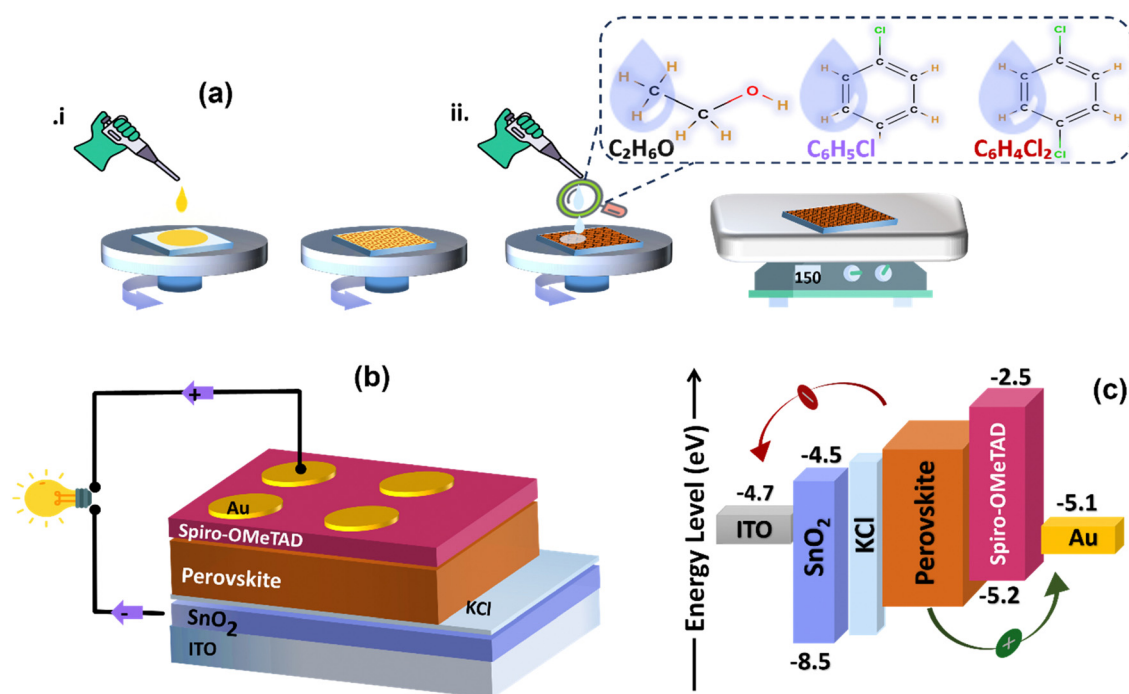 (a)
.i
ii.
H
H
C
H
C
H
H
O
H
C₂H₆O
Cl
C
H
C
C
H
H
C
C
H
C
H
C₆H₅Cl
Cl
C
H
C
C
H
H
C
C
H
C
Cl
C₆H₄Cl₂
150
(b)
+
Au
Spiro-OMeTAD
Perovskite
KCl
SnO₂
ITO
-
(c)
Energy Level (eV)
-
-2.5
-4.5
-4.7
ITO
SnO₂
KCl
Perovskite
Spiro-OMeTAD
-5.1
Au
-5.2
+
-8.5